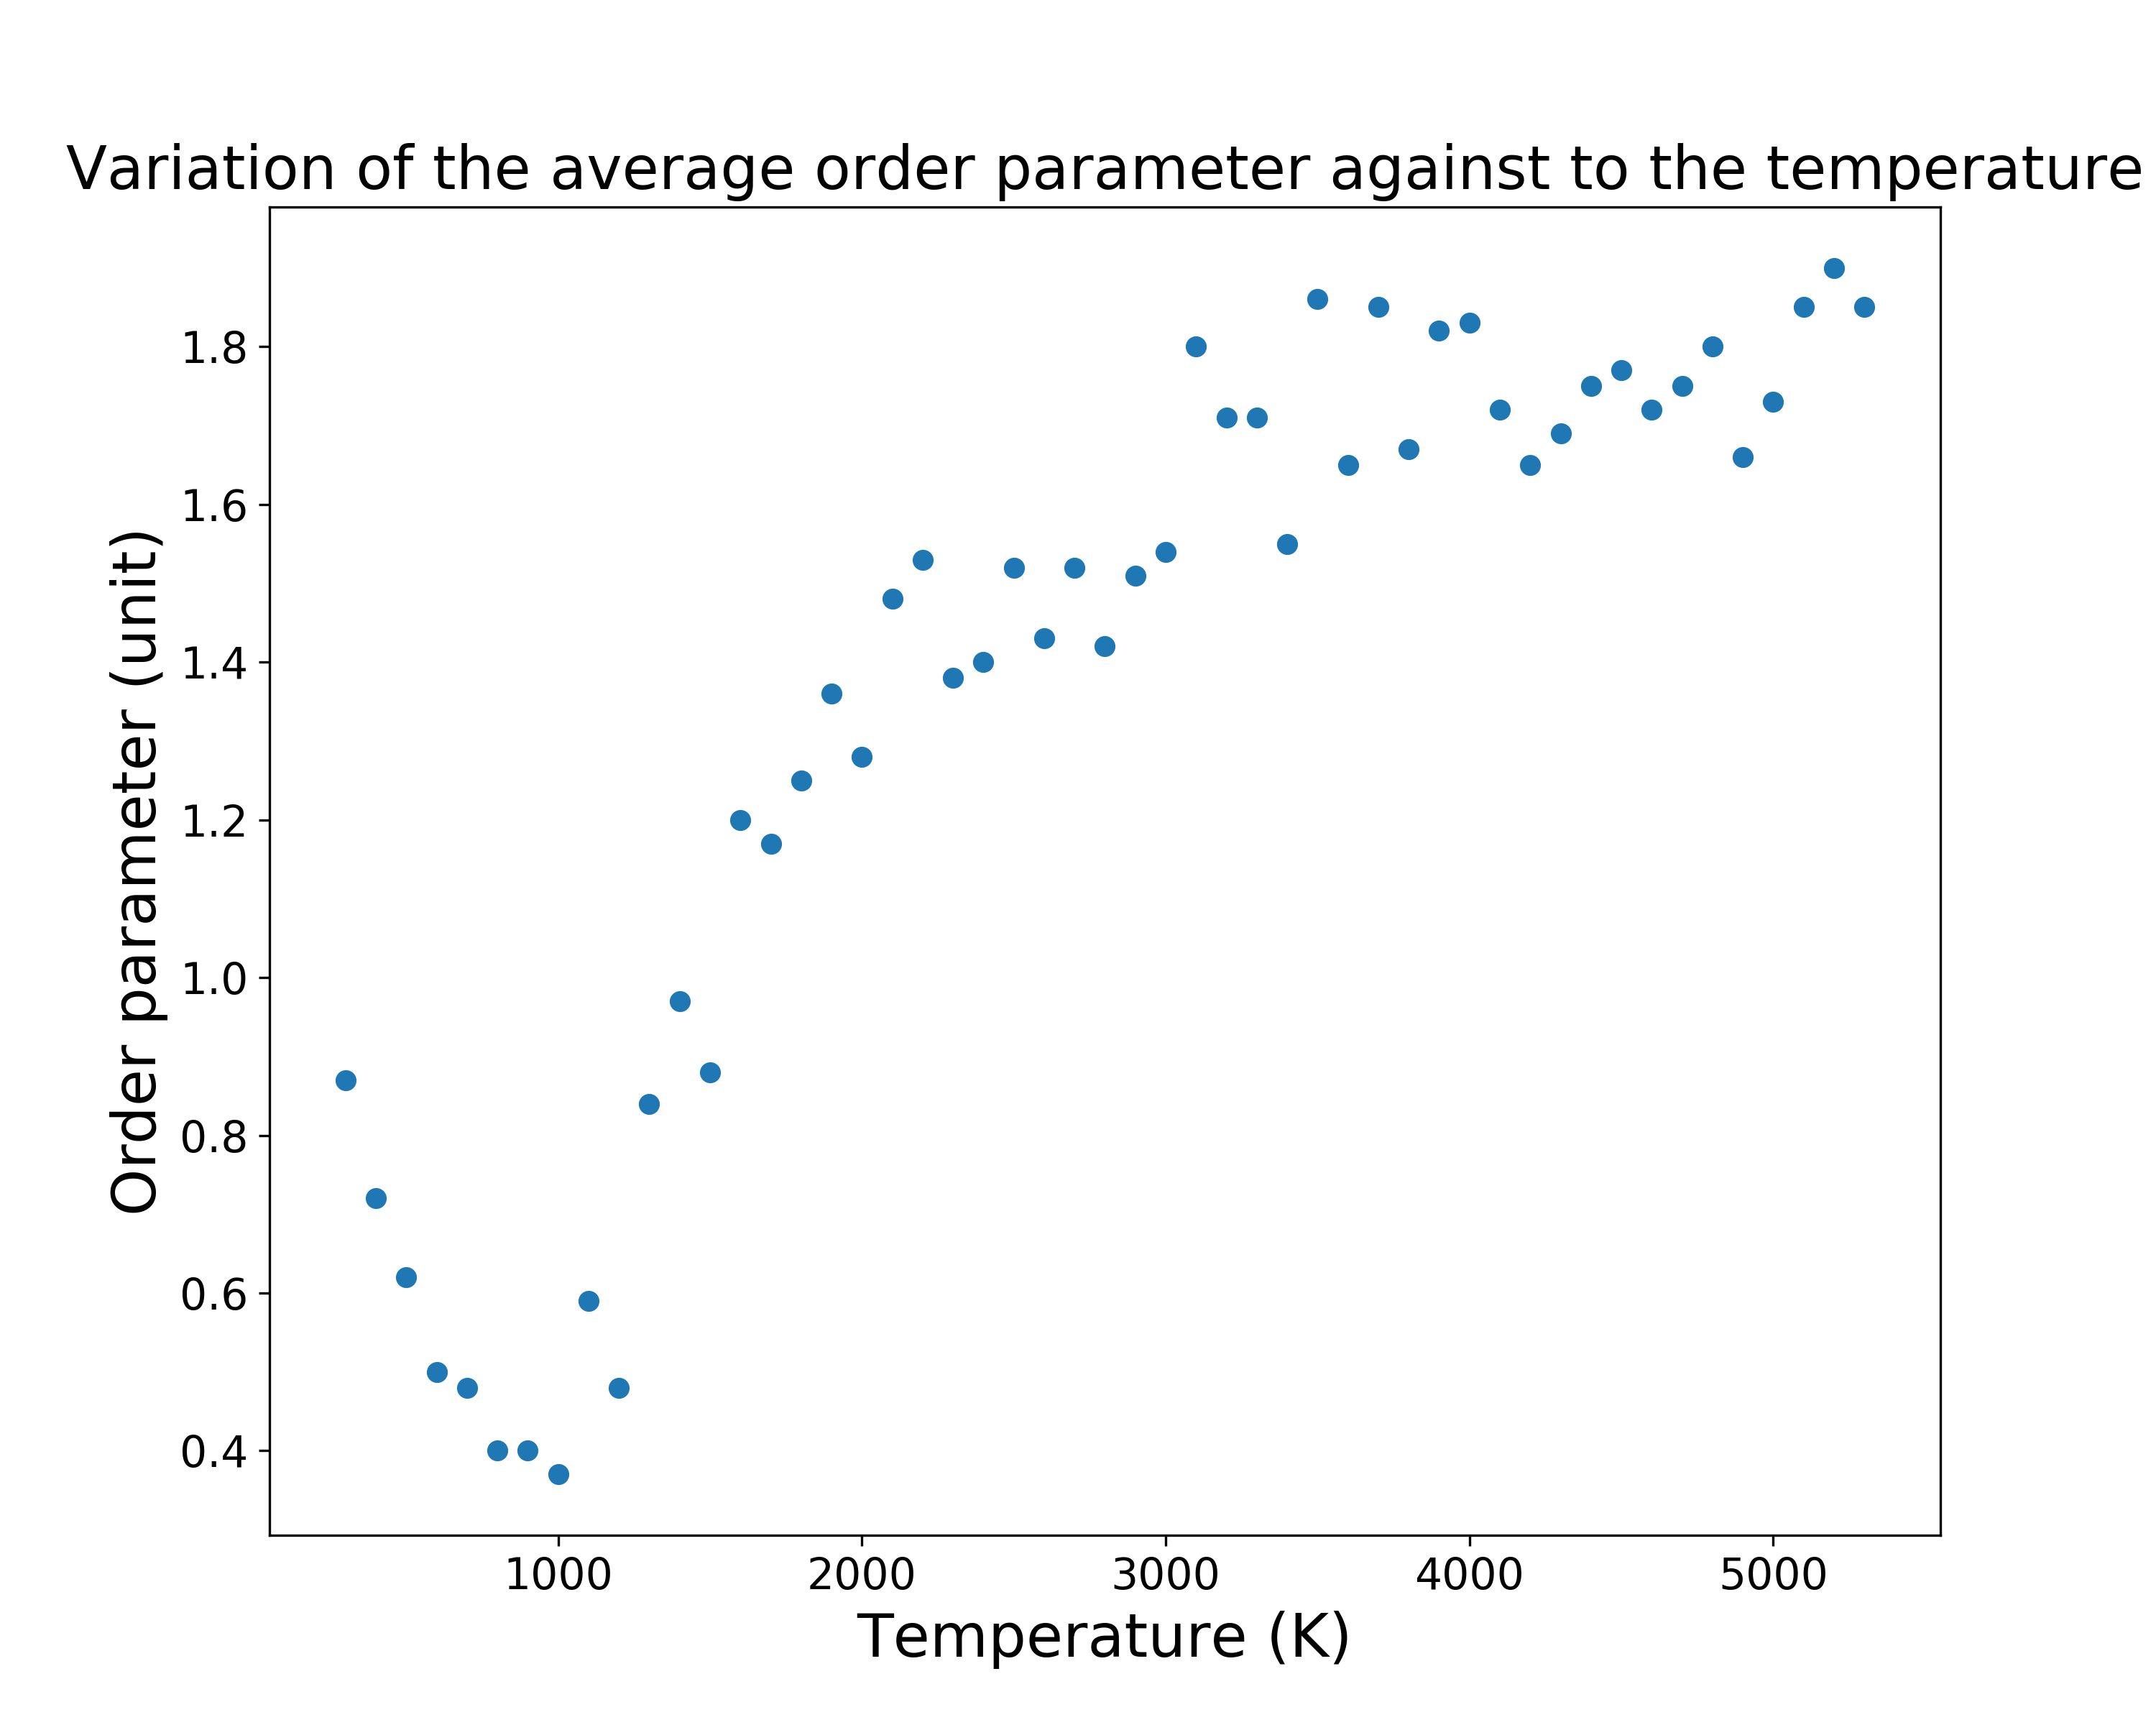 Variation of the average order parameter against to the temperature
Order parameter (unit)
1.8
1.6
1.4
1.2
1.0
0.8
0.6
0.4
1000 2000 3000 4000 5000
Temperature (K)